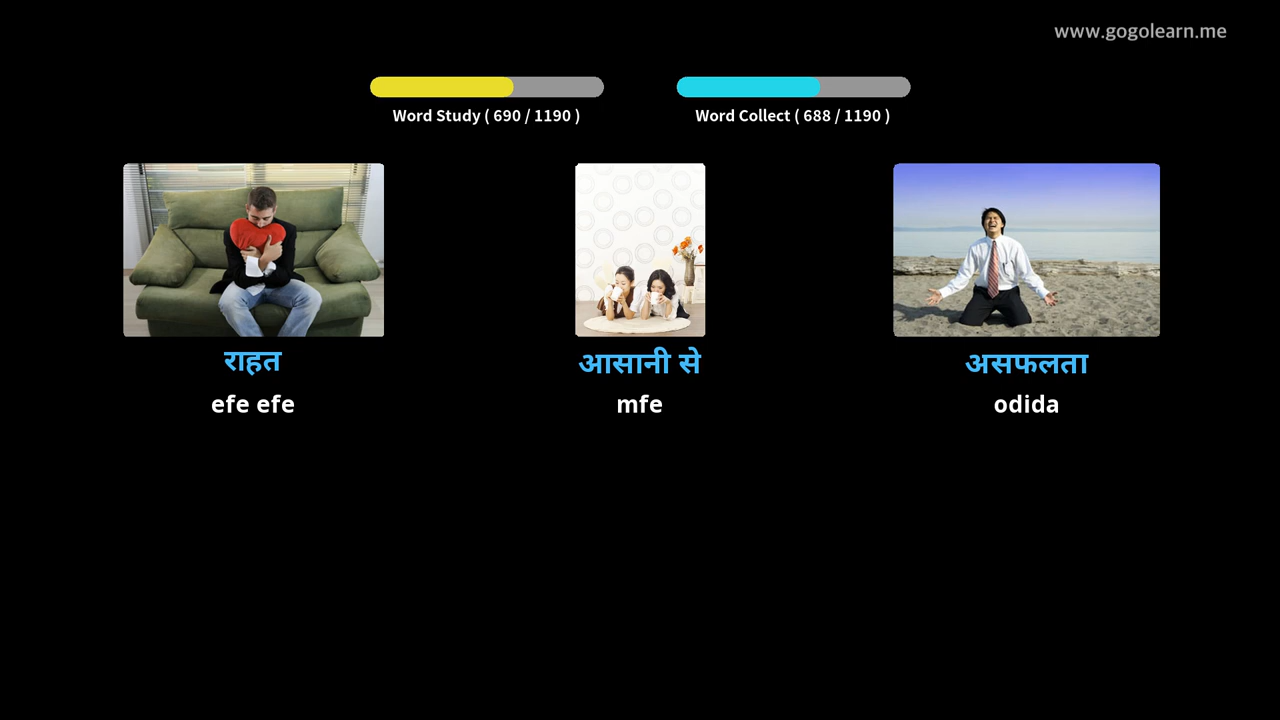 www.gogolearn.me
Word Study ( 690 / 1190 )
Word Collect ( 688 / 1190 )
राहत
efe efe
आसानी से
mfe
असफलता
odida